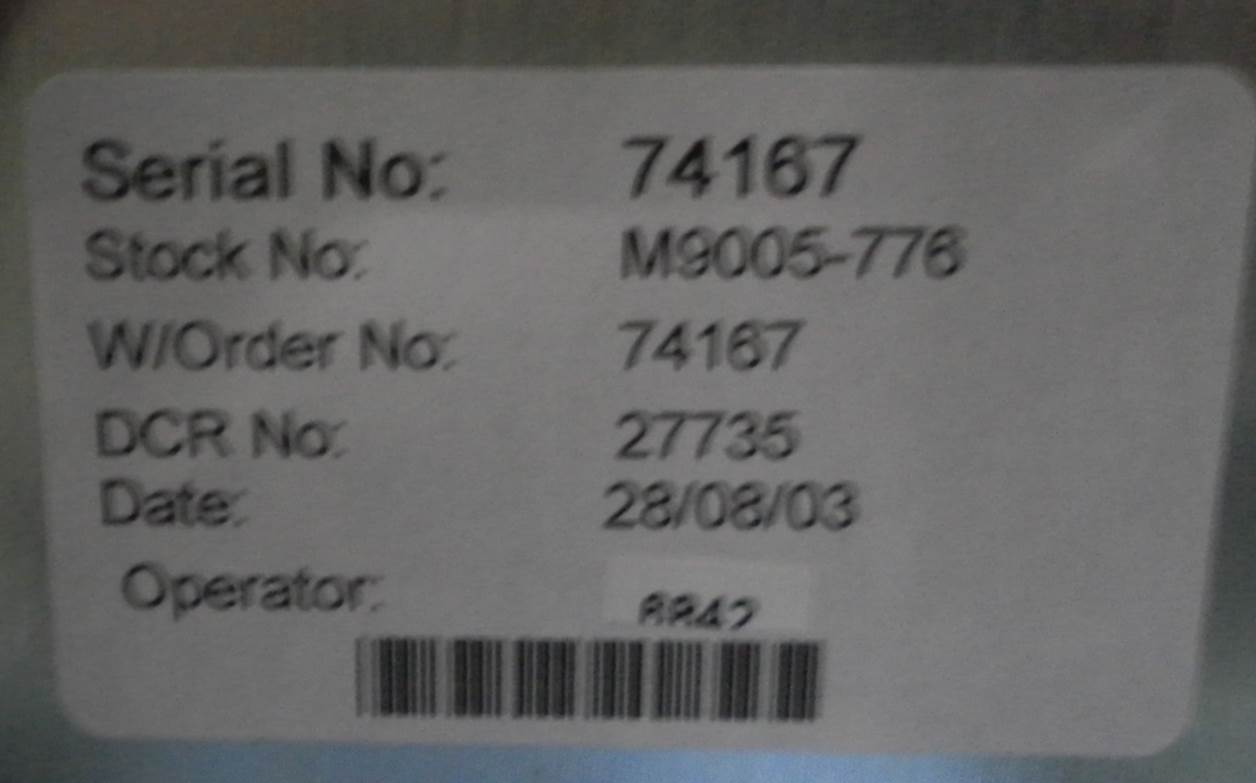 Serial No: 74167
Stock No: M9005-776
W/Order No: 74167
DCR No: 27735
Date: 28/08/03
Operator: